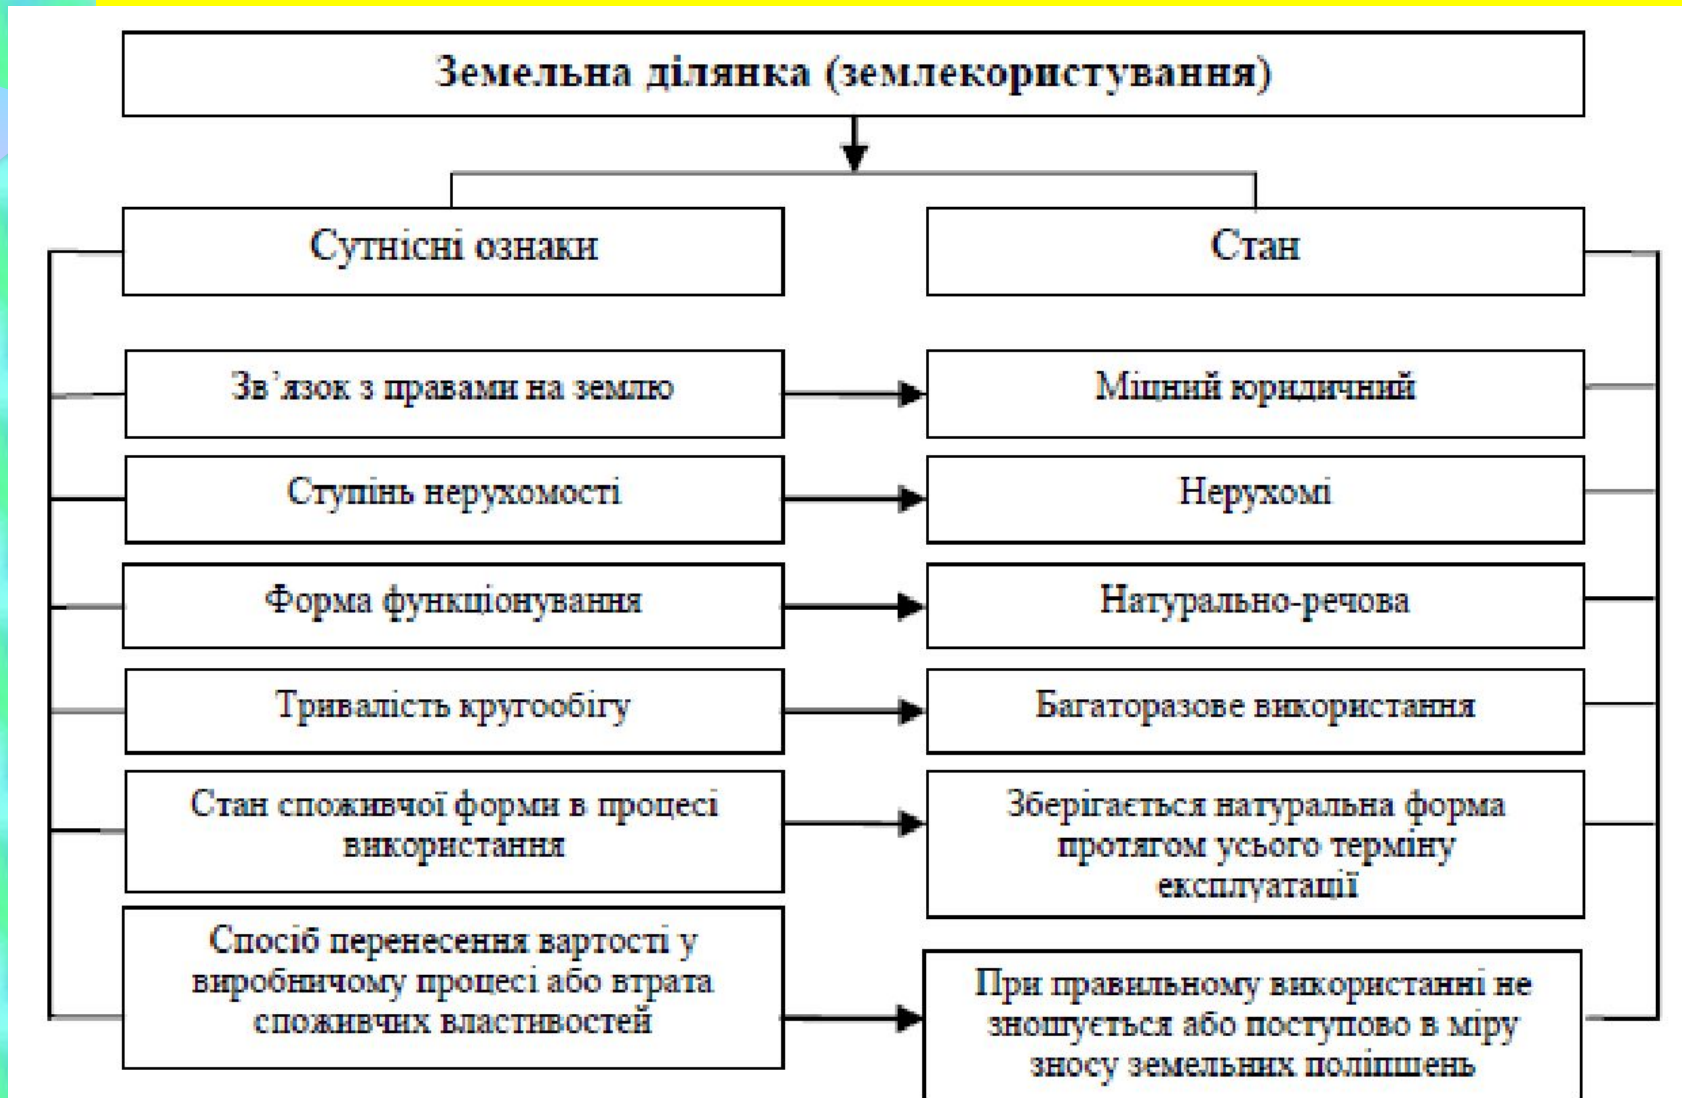 Земельна ділянка (землекористування)
Сутнісні ознаки
Стан
Зв’язок з правами на землю
Міцний юридичний
Ступінь нерухомості
Нерухомі
Форма функціонування
Натурально-речова
Тривалість кругообігу
Багаторазове використання
Стан споживчої форми в процесі
використання
Зберігається натуральна форма
протягом усього терміну
експлуатації
Спосіб перенесення вартості у
виробничому процесі або втрата
споживчих властивостей
При правильному використанні не
зношується або поступово в міру
зносу земельних поліпшень